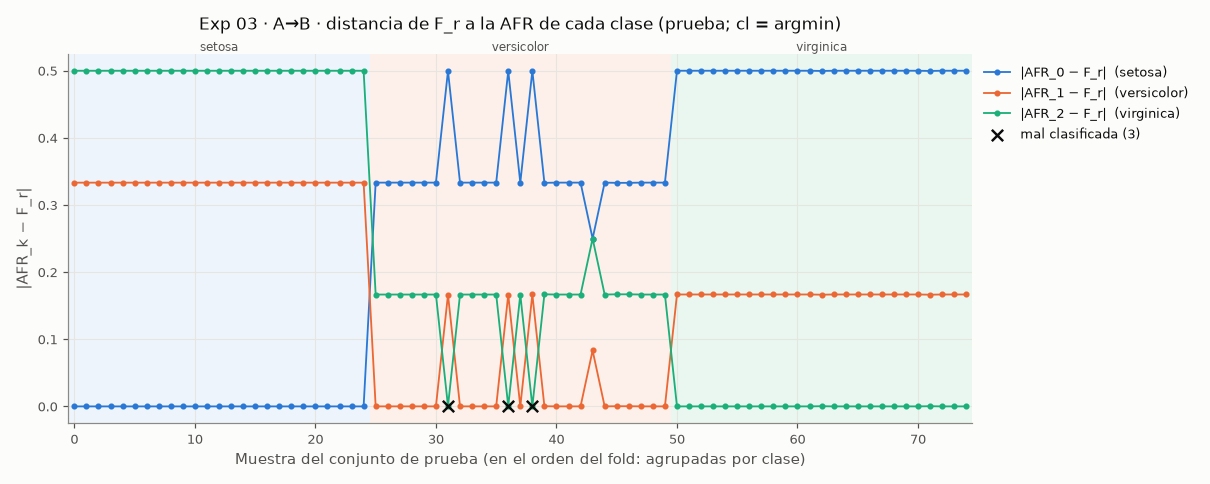 Exp 03 · A→B · distancia de F_r a la AFR de cada clase (prueba; cl = argmin)
setosa
versicolor
virginica
|AFR_0 − F_r| (setosa)
|AFR_1 − F_r| (versicolor)
|AFR_2 − F_r| (virginica)
mal clasificada (3)
|AFR_k − F_r|
0.5
0.4
0.3
0.2
0.1
0.0
0 10 20 30 40 50 60 70
Muestra del conjunto de prueba (en el orden del fold: agrupadas por clase)